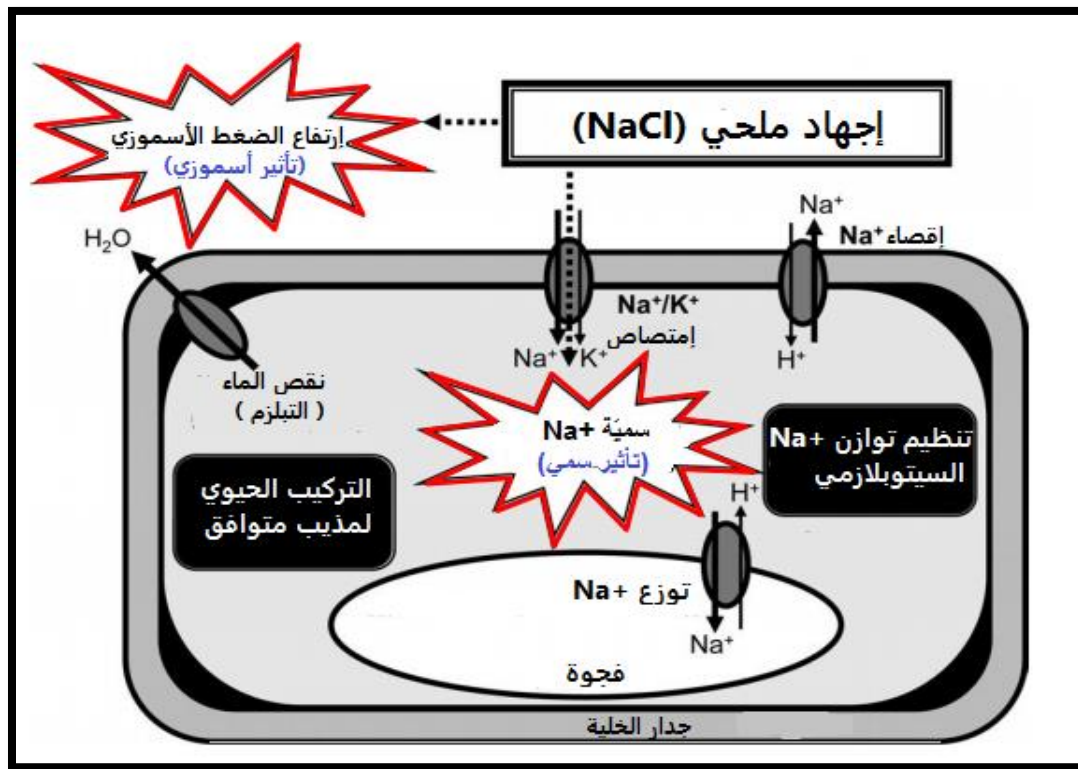 إجهاد ملحي (NaCl)
إرتفاع الضغط الأسموزي
(تأثير أسموزي)
Na⁺
إقصاء Na⁺
H₂O
Na⁺/K⁺
إمتصاص
Na⁺
K⁺
H⁺
نقص الماء
( التبلزم )
سميّة Na+
(تأثير سمي)
تنظيم توازن Na+
السيتوبلازمي
التركيب الحيوي
لمذيب متوافق
H⁺
توزع Na+
Na⁺
فجوة
جدار الخلية